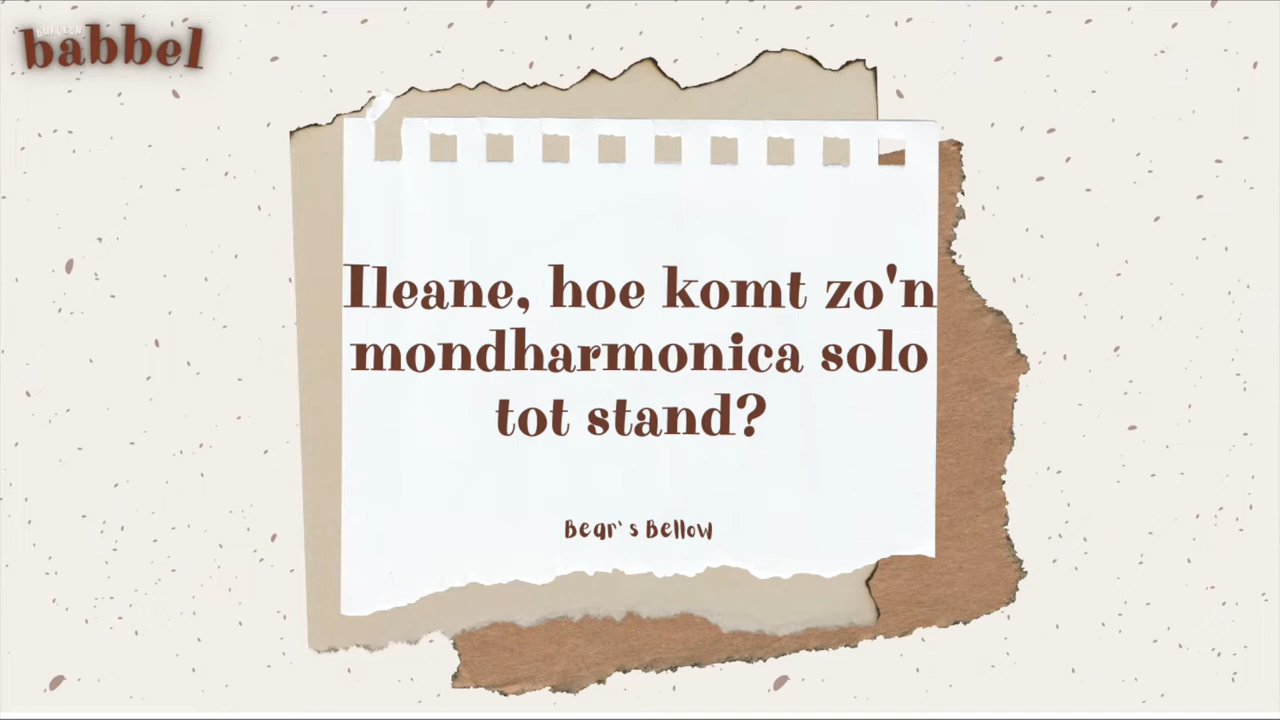 babbel
Ileane, hoe komt zo'n
mondharmonica solo
tot stand?
Bear's Bellow